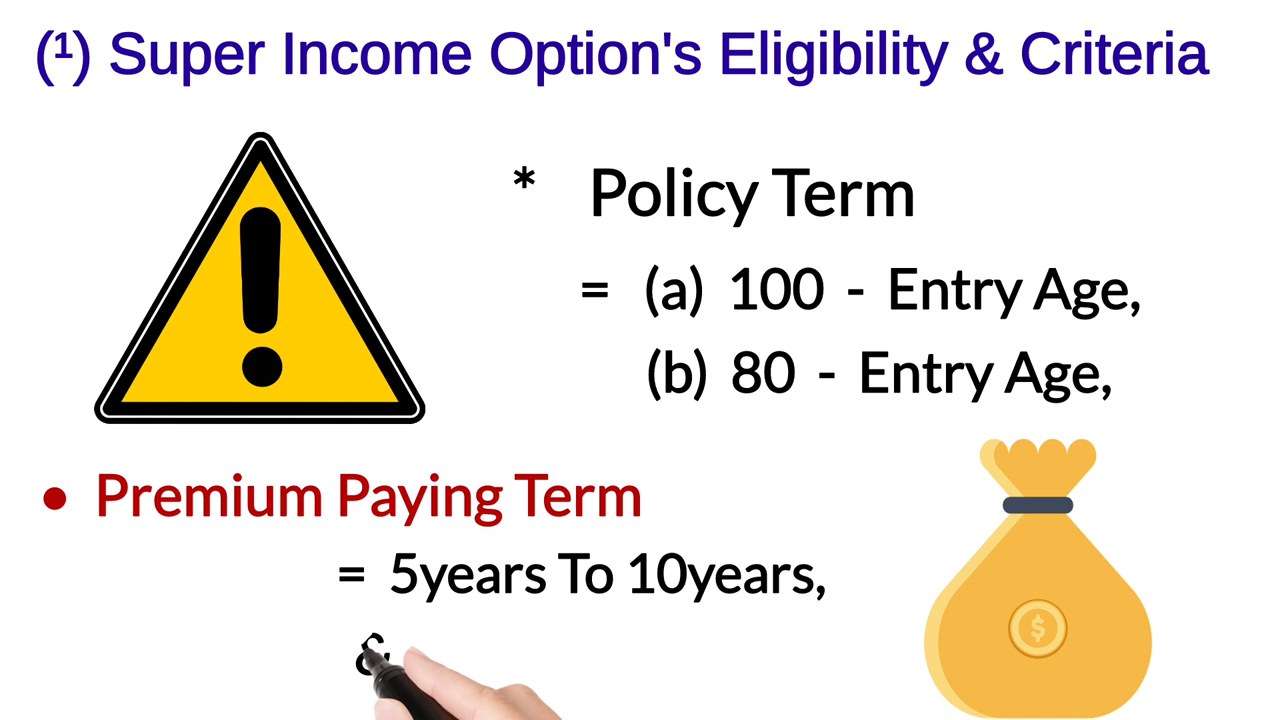 (¹) Super Income Option's Eligibility & Criteria
* Policy Term
= (a) 100 - Entry Age,
(b) 80 - Entry Age,
• Premium Paying Term
= 5years To 10years,
&
$